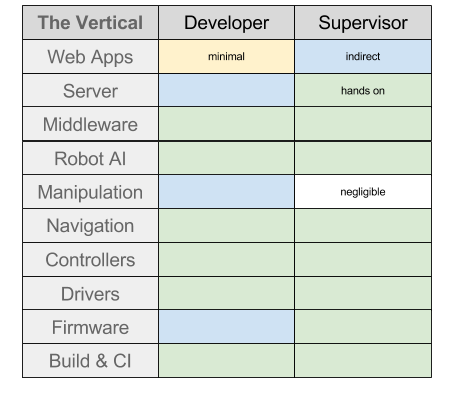 The Vertical Developer Supervisor
Web Apps minimal indirect
Server hands on
Middleware
Robot AI
Manipulation negligible
Navigation
Controllers
Drivers
Firmware
Build & CI